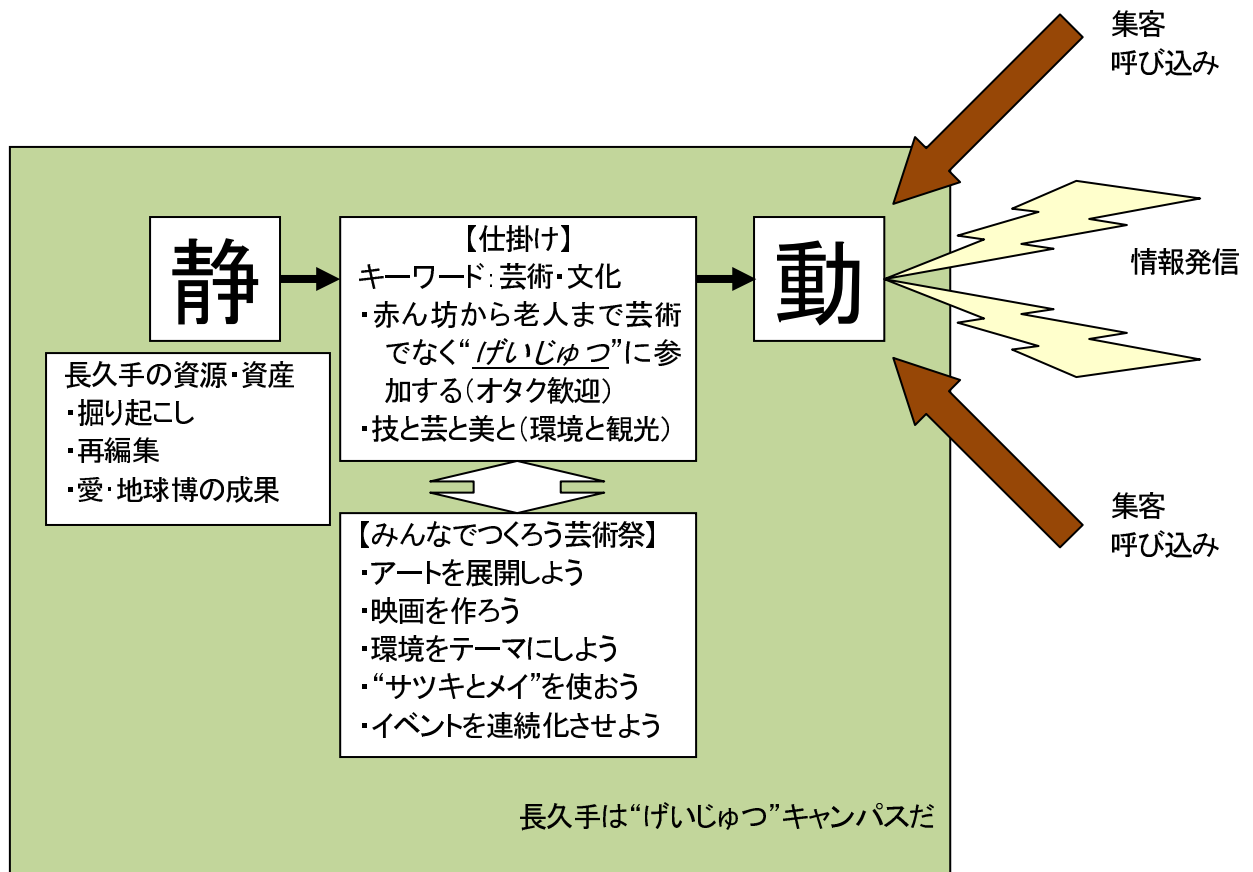 集客
呼び込み
静
【仕掛け】
キーワード：芸術・文化
・赤ん坊から老人まで芸術
でなく“げいじゅつ”に参
加する（オタク歓迎）
・技と芸と美と（環境と観光）
動
情報発信
長久手の資源・資産
・掘り起こし
・再編集
・愛・地球博の成果
【みんなでつくろう芸術祭】
・アートを展開しよう
・映画を作ろう
・環境をテーマにしよう
・“サツキとメイ”を使おう
・イベントを連続化させよう
集客
呼び込み
長久手は“げいじゅつ”キャンパスだ